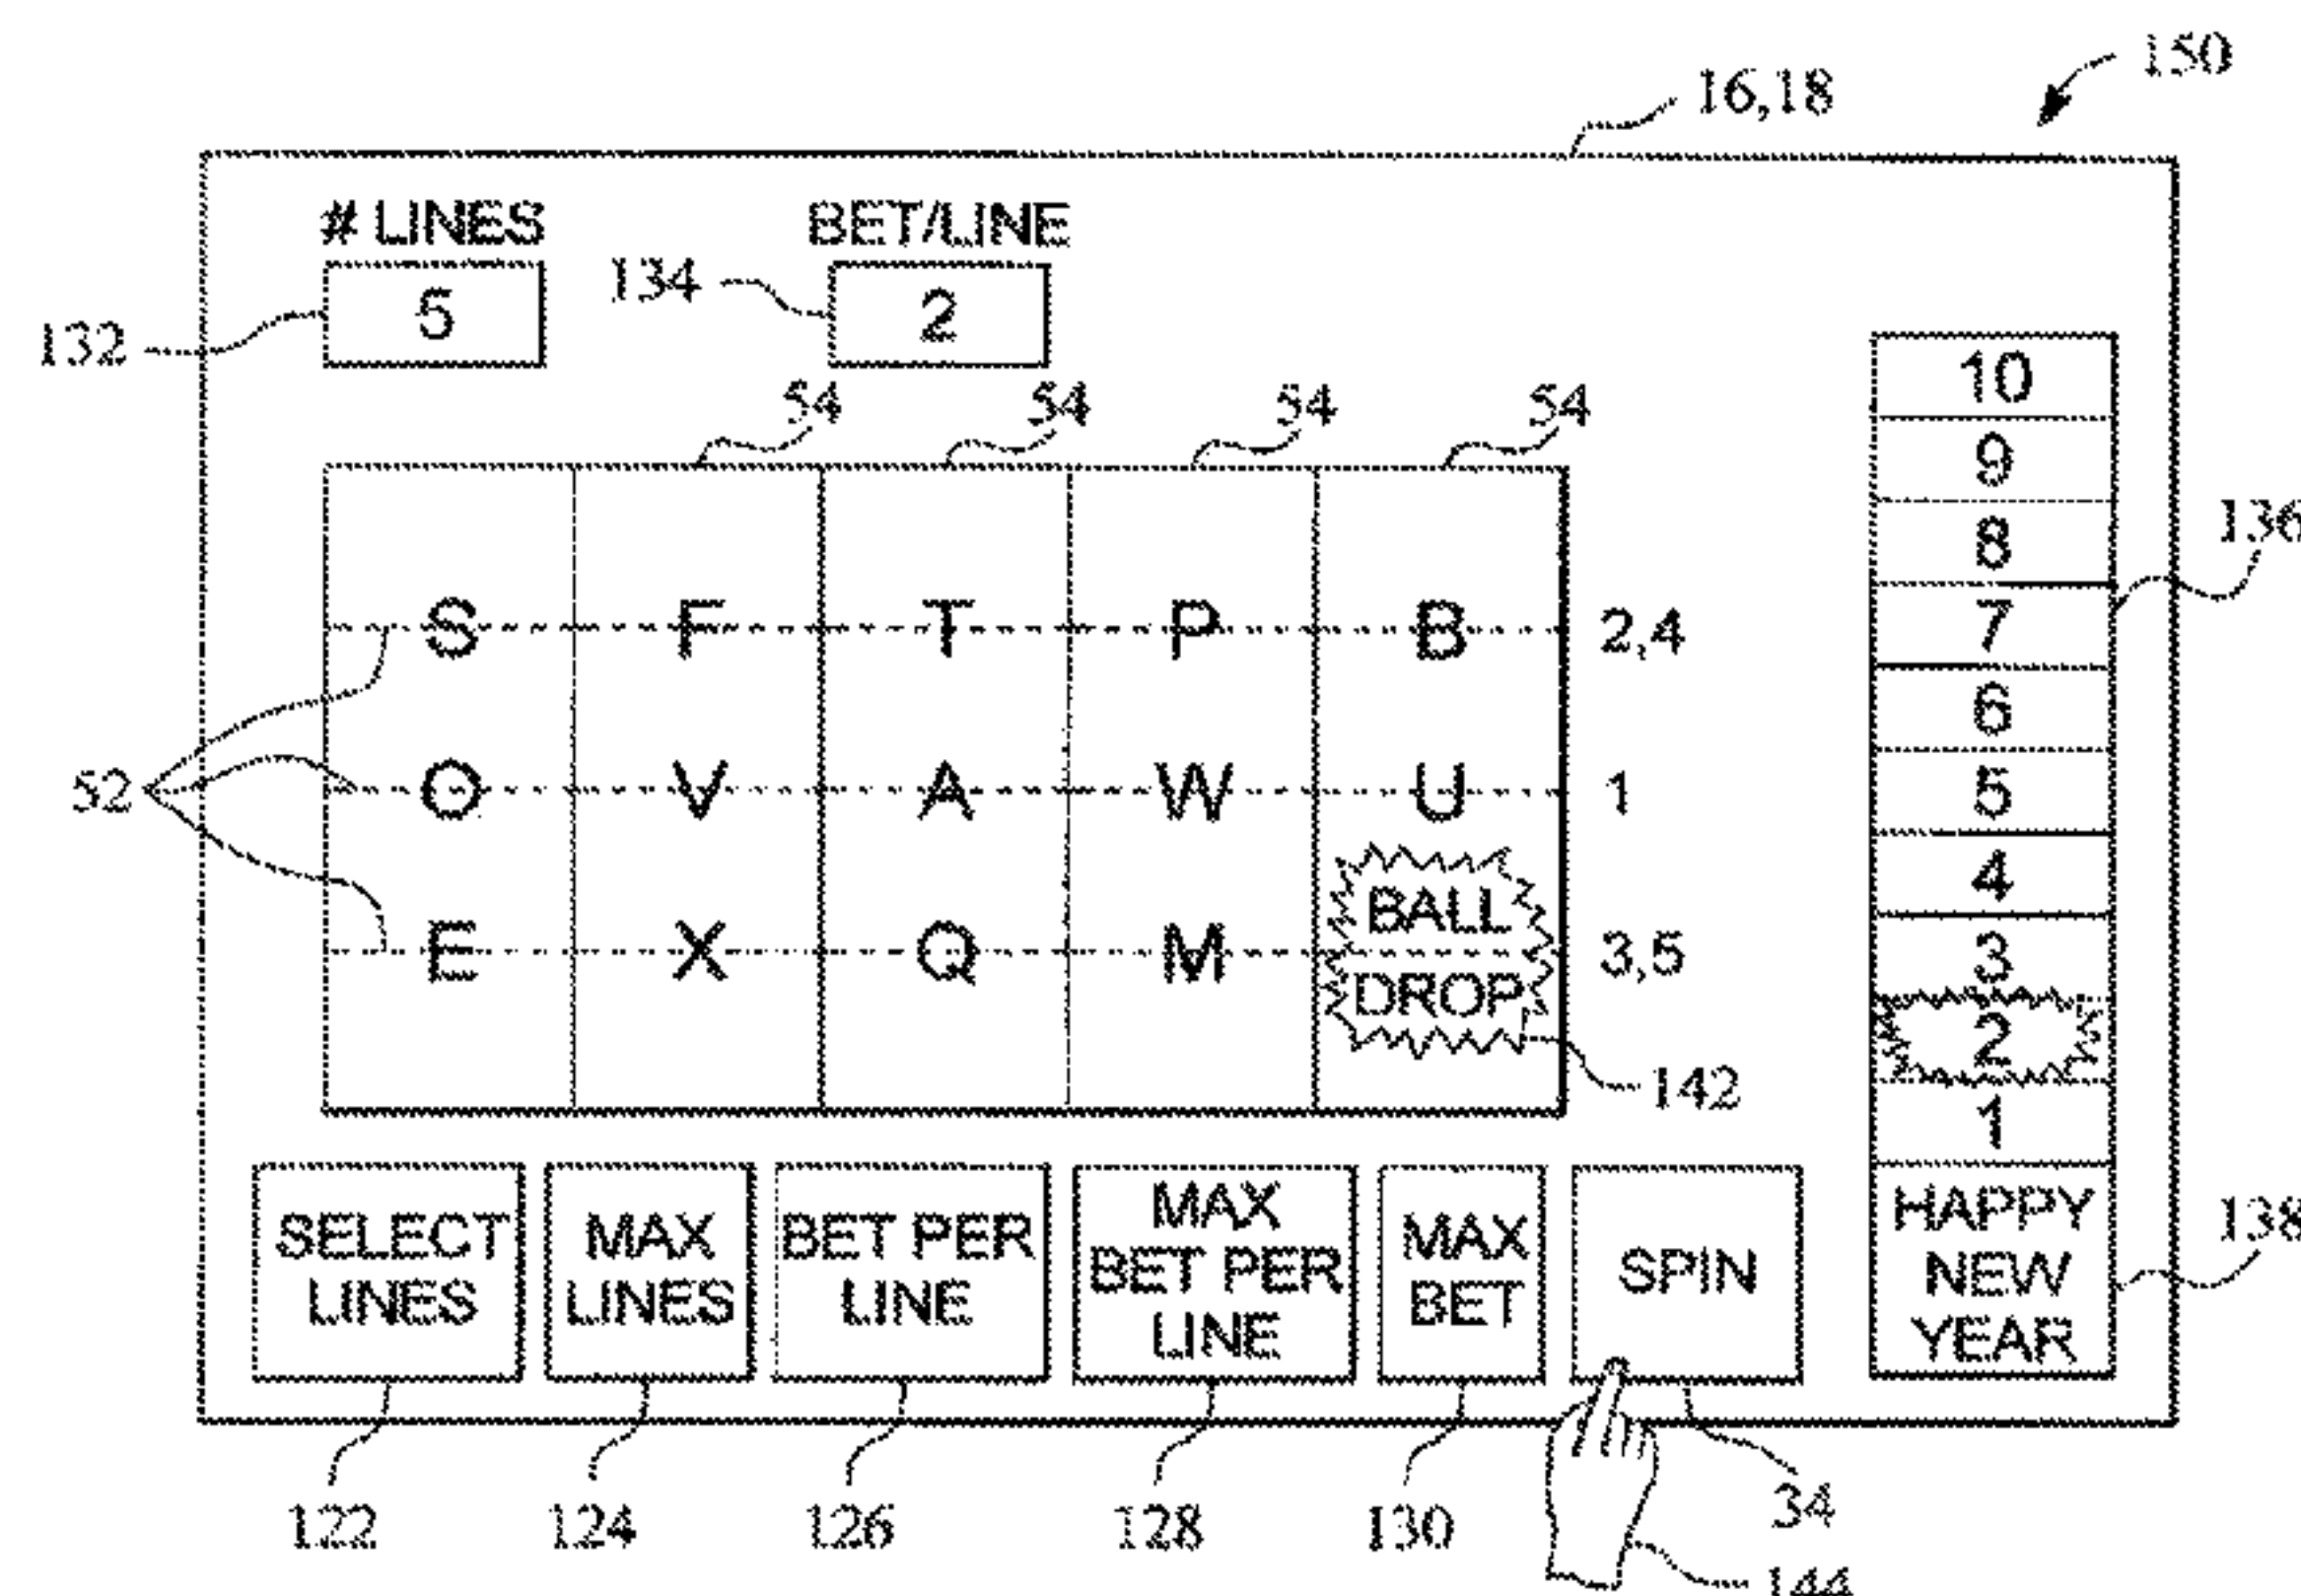 150
16,18
# LINES BET/LINE
132 5 134 2
54 54 54 54
10
9
8
136
7
6
5
4
3
2
1
HAPPY
NEW
YEAR
138
S F T P B 2,4
52 O V A W U 1
E X Q M BALL DROP 3,5
142
SELECT
LINES
MAX
LINES
BET PER
LINE
MAX
BET PER
LINE
MAX
BET
SPIN
122 124 126 128 130 34
144